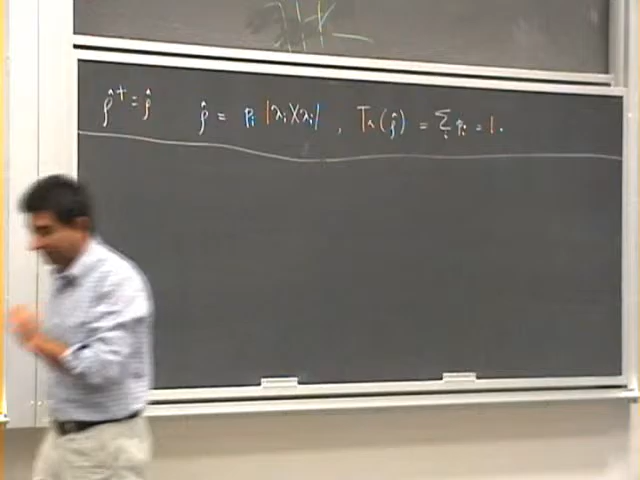 ρ̂† = ρ̂   ρ̂ = pᵢ |λᵢ⟩⟨λᵢ| , Tr(ρ̂) = Σᵢ pᵢ = 1.